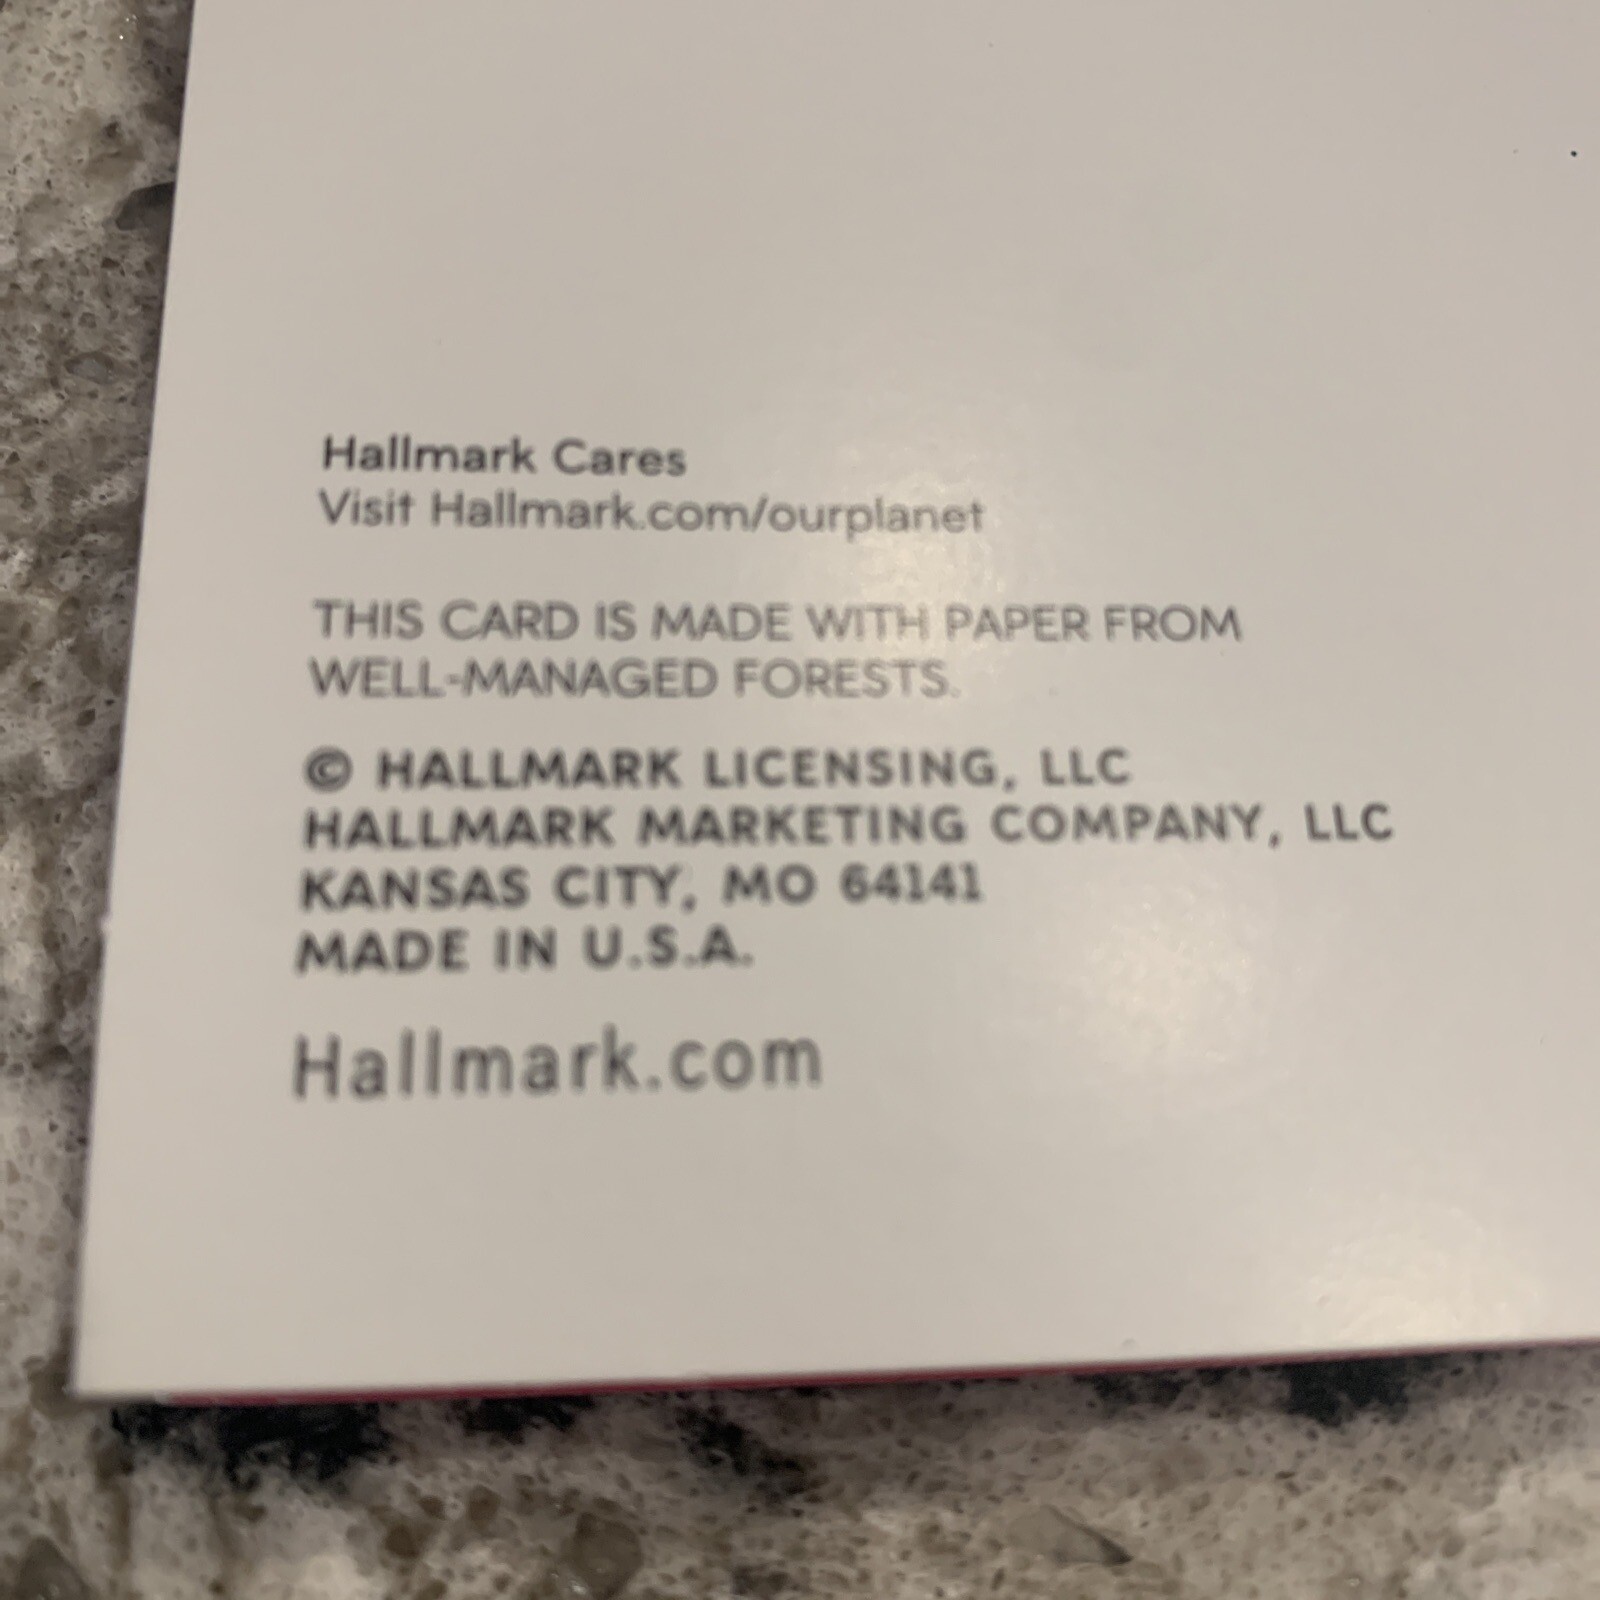 Hallmark Cares
Visit Hallmark.com/ourplanet
THIS CARD IS MADE WITH PAPER FROM
WELL-MANAGED FORESTS.
© HALLMARK LICENSING, LLC
HALLMARK MARKETING COMPANY, LLC
KANSAS CITY, MO 64141
MADE IN U.S.A.
Hallmark.com